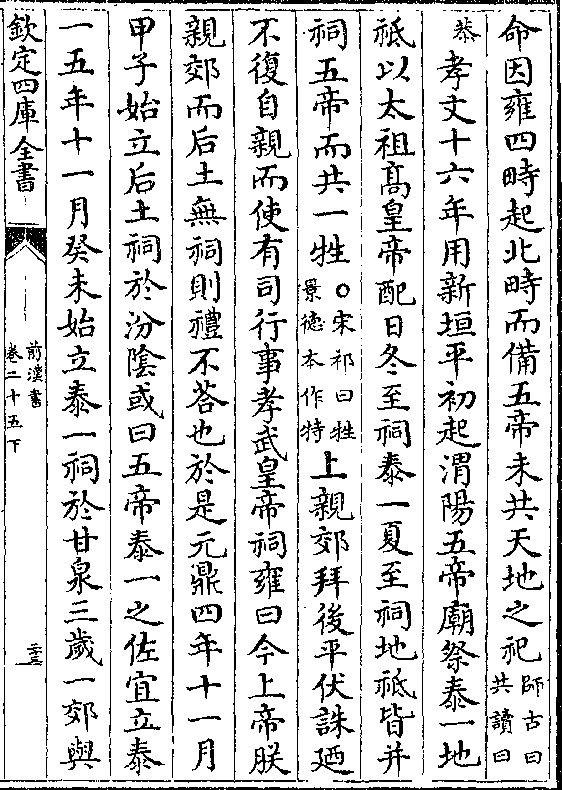 命因雍四畤起北畤而備五帝未共天地之祀師古曰共讀曰
恭孝文十六年用新垣平初起渭陽五帝廟祭泰一地
祗以太祖髙皇帝配日冬至祠泰一夏至祠地祗皆并
祠五帝而共一牲○宋祁曰牲景德本作特上親郊拜後平伏誅廼
不復自親而使有司行事孝武皇帝祠雍曰今上帝朕
親郊而后土無祠則禮不荅也於是元鼎四年十一月
甲子始立后土祠於汾隂或曰五帝泰一之佐宜立泰
一五年十一月癸未始立泰一祠於甘泉三歲一郊與
欽定四庫全書
前漢書
卷二十五下